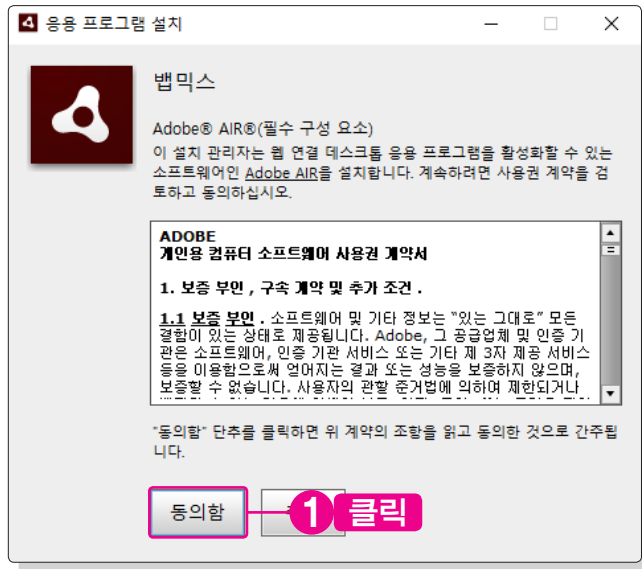 응용 프로그램 설치
뱁믹스
Adobe® AIR®(필수 구성 요소)
이 설치 관리자는 웹 연결 데스크톱 응용 프로그램을 활성화할 수 있는
소프트웨어인 Adobe AIR을 설치합니다. 계속하려면 사용권 계약을 검
토하고 동의하십시오.
ADOBE
개인용 컴퓨터 소프트웨어 사용권 계약서
1. 보증 부인 , 구속 계약 및 추가 조건 .
1.1 보증 부인 . 소프트웨어 및 기타 정보는 “있는 그대로” 모든
결함이 있는 상태로 제공됩니다. Adobe, 그 공급업체 및 인증 기
관은 소프트웨어, 인증 기관 서비스 또는 기타 제 3자 제공 서비스
등을 이용함으로써 얻어지는 결과 또는 성능을 보증하지 않으며,
보증할 수 없습니다. 사용자의 관할 준거법에 의하여 제한되거나
"동의함" 단추를 클릭하면 위 계약의 조항을 읽고 동의한 것으로 간주됩
니다.
동의함
1 클릭